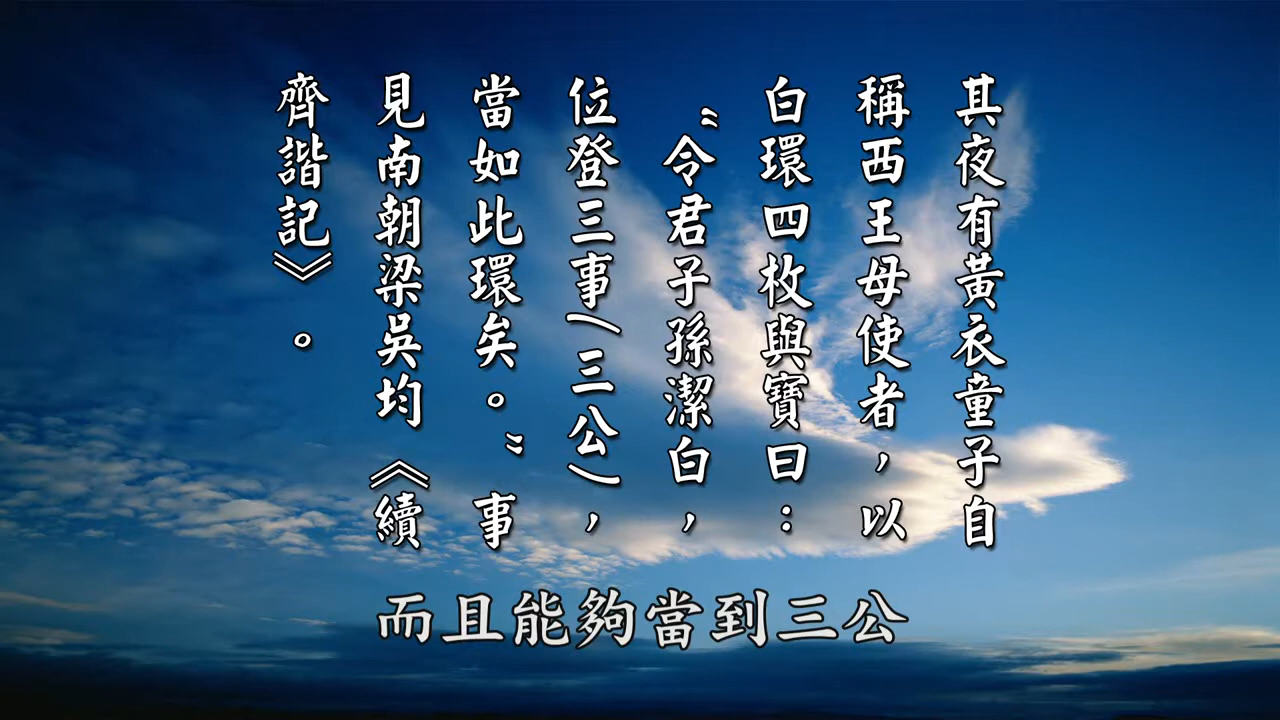 其夜有黃衣童子自
稱西王母使者，以
白環四枚與寶曰：
〝令君子孫潔白，
位登三事(三公)，
當如此環矣。〞事
見南朝梁吳均《續
齊諧記》。
而且能夠當到三公